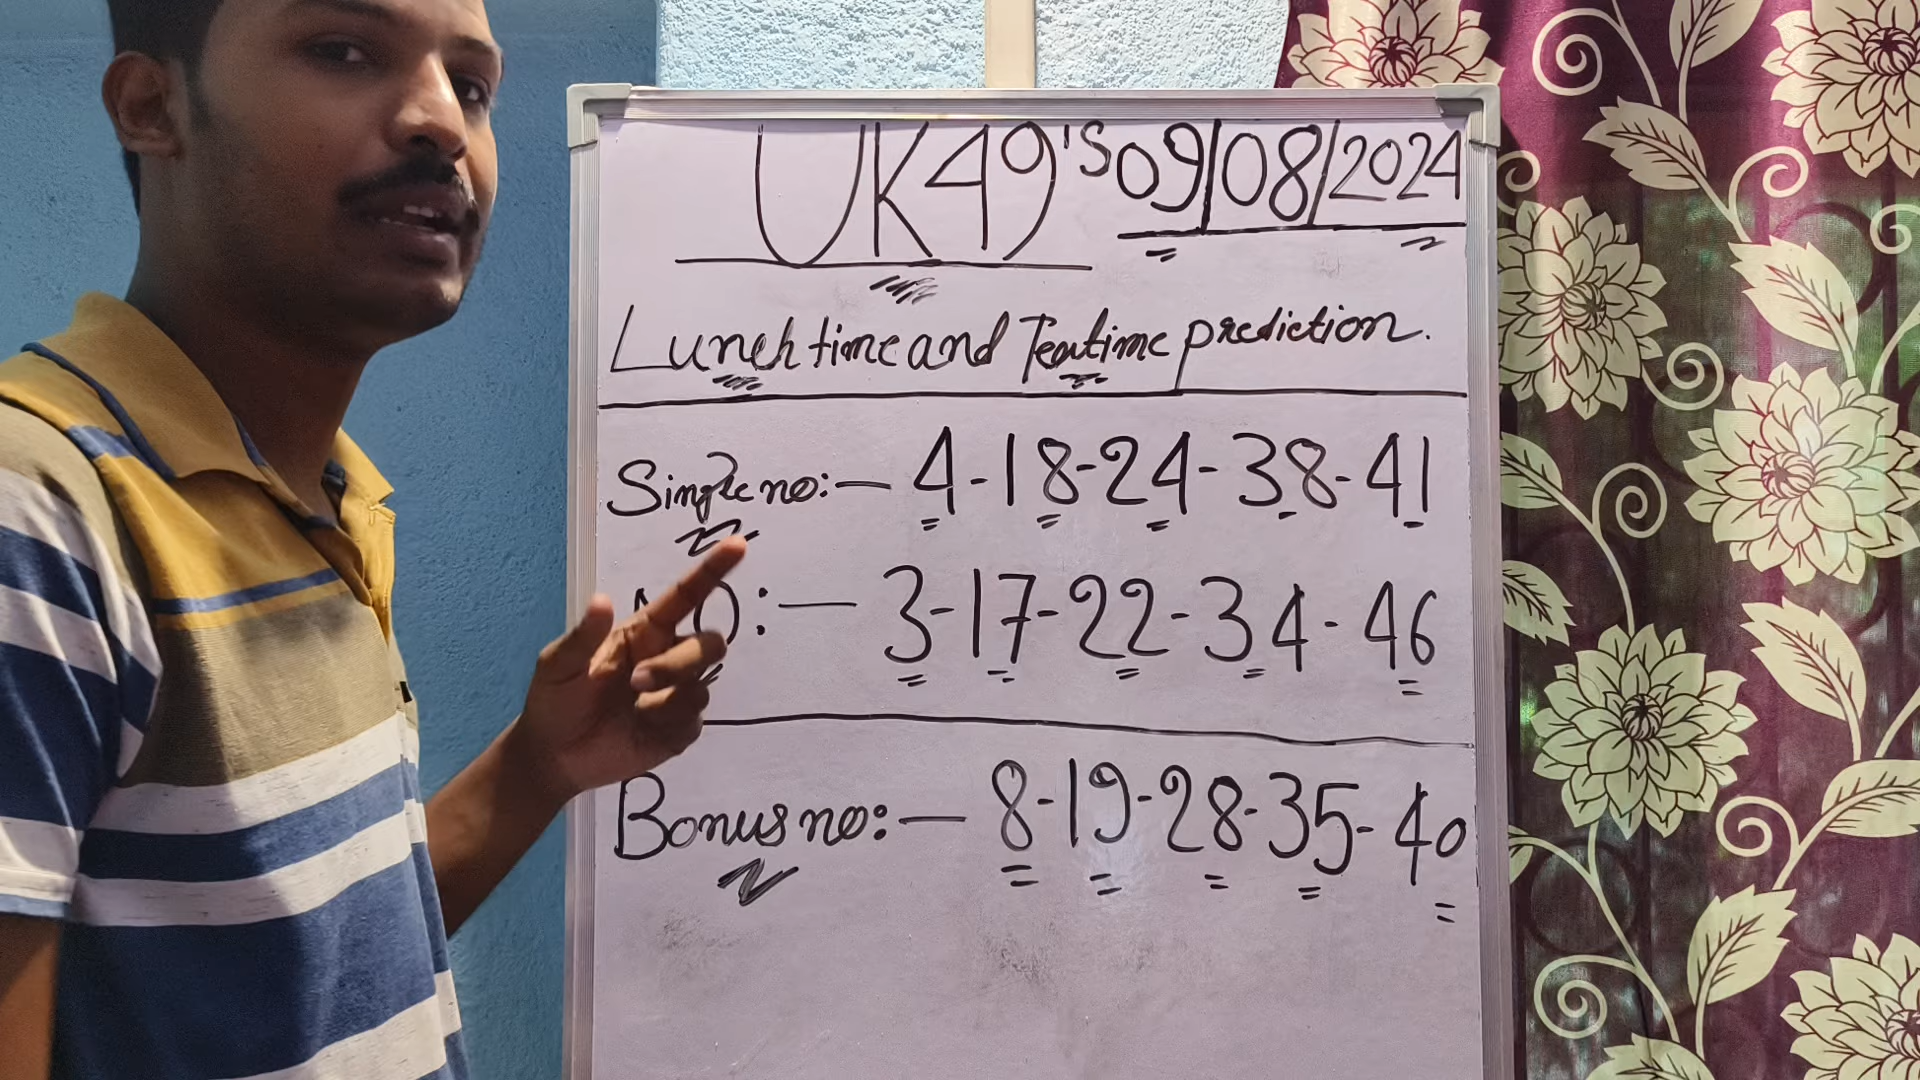 UK49's 09/08/2024
Lunch time and Teatime prediction.
Single no:- 4-18-24-38-41
:- 3-17-22-34-46
Bonus no:- 8-19-28-35-40